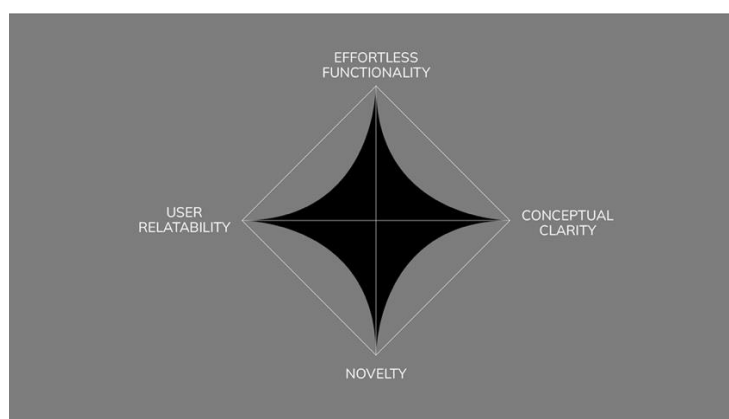 EFFORTLESS
FUNCTIONALITY
USER
RELATABILITY
CONCEPTUAL
CLARITY
NOVELTY